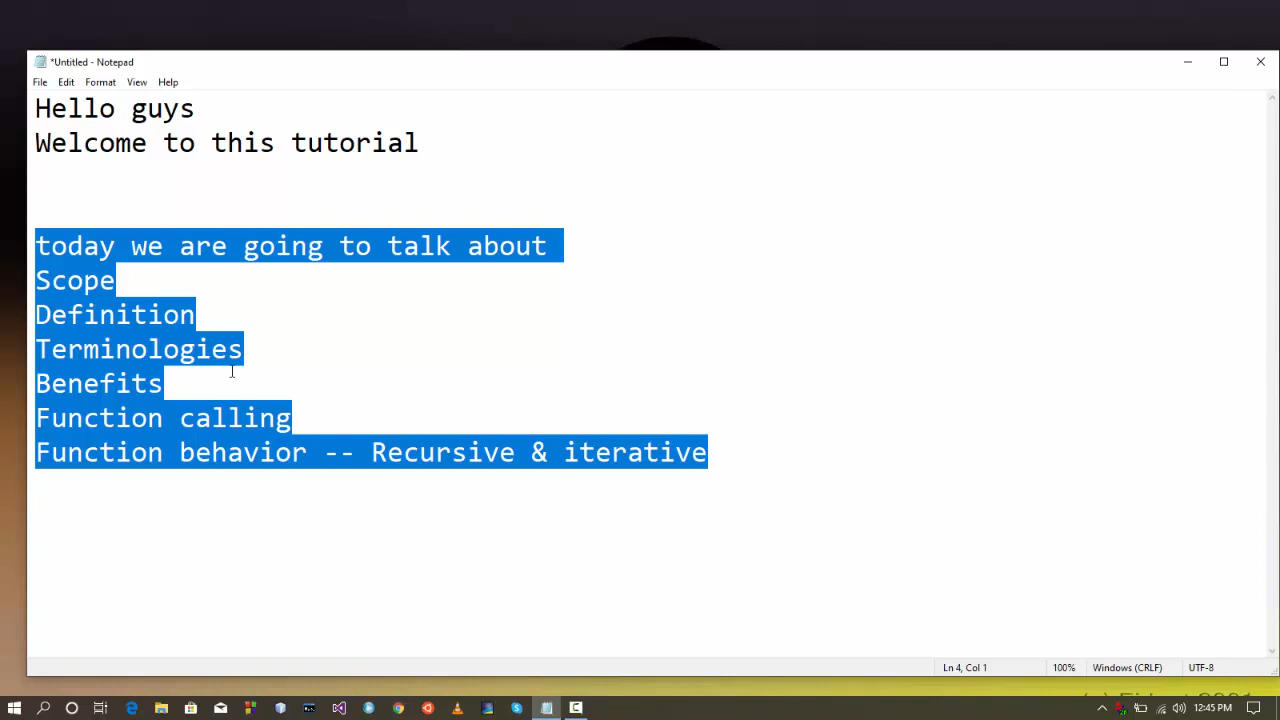 *Untitled - Notepad
File Edit Format View Help
Hello guys
Welcome to this tutorial
today we are going to talk about
Scope
Definition
Terminologies
Benefits
Function calling
Function behavior -- Recursive & iterative
Ln 4, Col 1 100% Windows (CRLF) UTF-8
12:45 PM